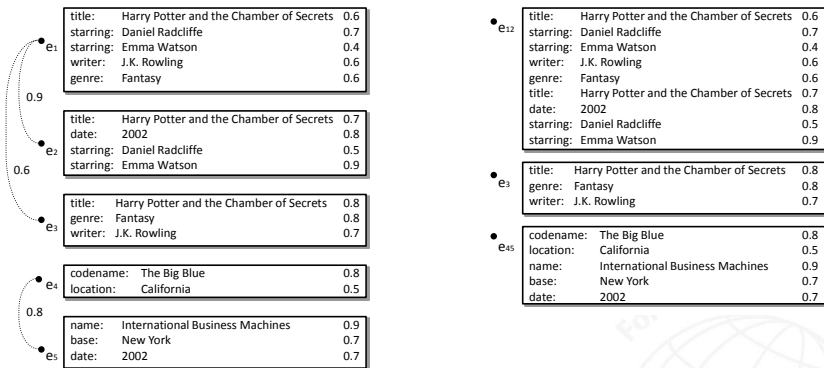 e1
title: Harry Potter and the Chamber of Secrets 0.6
starring: Daniel Radcliffe 0.7
starring: Emma Watson 0.4
writer: J.K. Rowling 0.6
genre: Fantasy 0.6
0.9
e2
title: Harry Potter and the Chamber of Secrets 0.7
date: 2002 0.8
starring: Daniel Radcliffe 0.5
starring: Emma Watson 0.9
0.6
e3
title: Harry Potter and the Chamber of Secrets 0.8
genre: Fantasy 0.8
writer: J.K. Rowling 0.7
e4
codename: The Big Blue 0.8
location: California 0.5
0.8
e5
name: International Business Machines 0.9
base: New York 0.7
date: 2002 0.7
e12
title: Harry Potter and the Chamber of Secrets 0.6
starring: Daniel Radcliffe 0.7
starring: Emma Watson 0.4
writer: J.K. Rowling 0.6
genre: Fantasy 0.6
title: Harry Potter and the Chamber of Secrets 0.7
date: 2002 0.8
starring: Daniel Radcliffe 0.5
starring: Emma Watson 0.9
e3
title: Harry Potter and the Chamber of Secrets 0.8
genre: Fantasy 0.8
writer: J.K. Rowling 0.7
e45
codename: The Big Blue 0.8
location: California 0.5
name: International Business Machines 0.9
base: New York 0.7
date: 2002 0.7